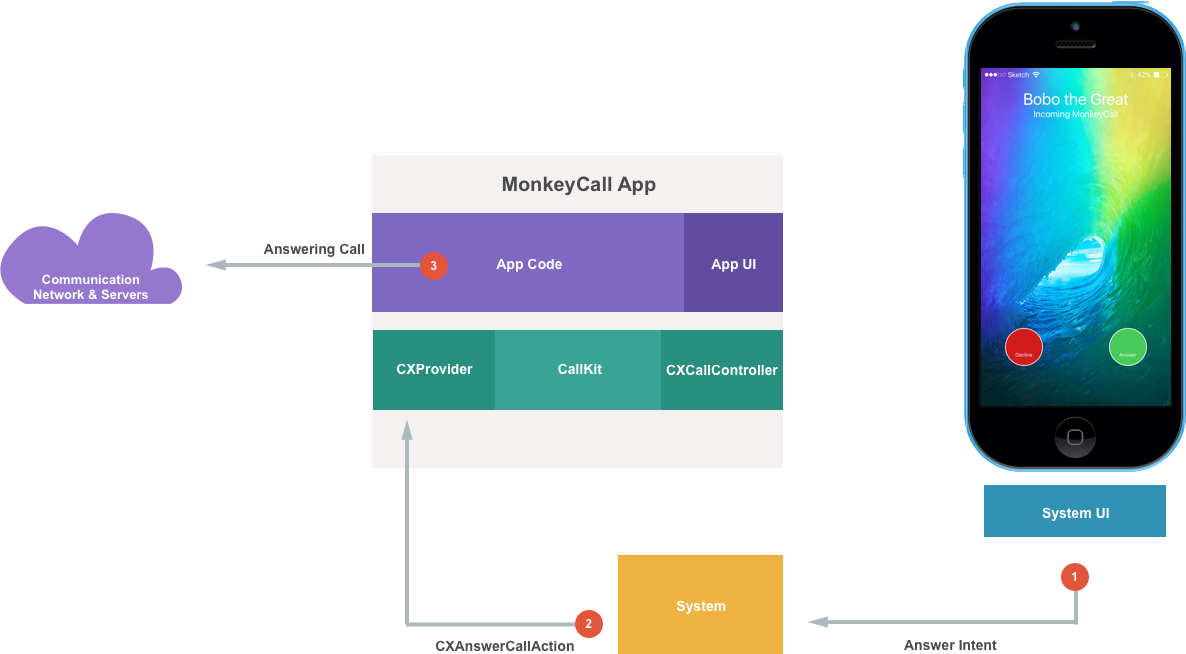 Sketch
42%
Bobo the Great
Incoming MonkeyCall
Decline
Answer
MonkeyCall App
Answering Call
3
App Code
App UI
Communication
Network & Servers
CXProvider
CallKit
CXCallController
System UI
1
System
2
CXAnswerCallAction
Answer Intent